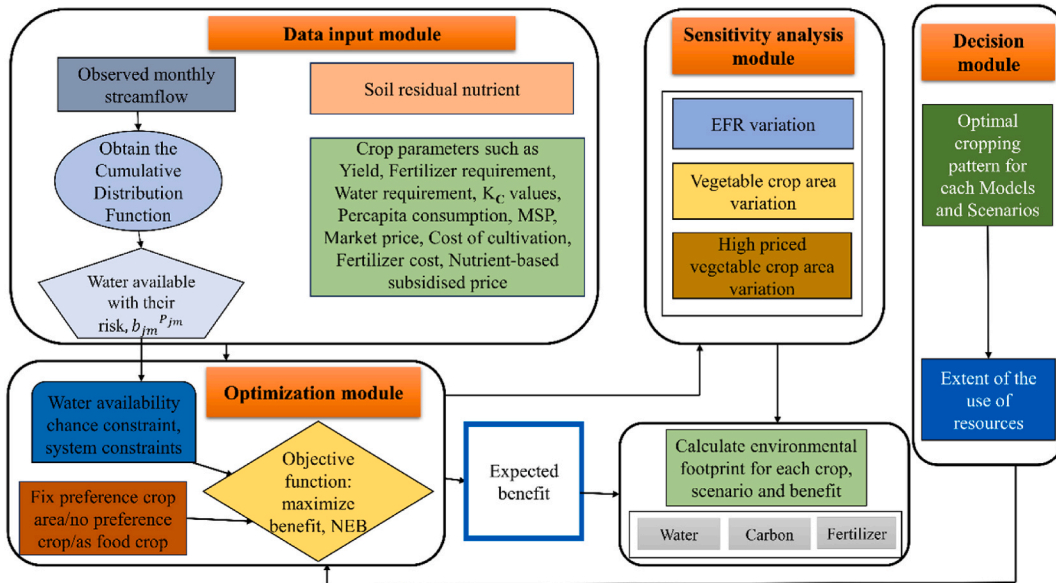 Data input module
Observed monthly
streamflow
Obtain the
Cumulative
Distribution
Function
Water available
with their
risk, b_jm^P_jm
Soil residual nutrient
Crop parameters such as
Yield, Fertilizer requirement,
Water requirement, K_C values,
Percapita consumption, MSP,
Market price, Cost of cultivation,
Fertilizer cost, Nutrient-based
subsidised price
Sensitivity analysis
module
EFR variation
Vegetable crop area
variation
High priced
vegetable crop area
variation
Decision
module
Optimal
cropping
pattern for
each Models
and Scenarios
Extent of the
use of
resources
Optimization module
Water availability
chance constraint,
system constraints
Fix preference crop
area/no preference
crop/as food crop
Objective
function:
maximize
benefit, NEB
Expected
benefit
Calculate environmental
footprint for each crop,
scenario and benefit
Water
Carbon
Fertilizer